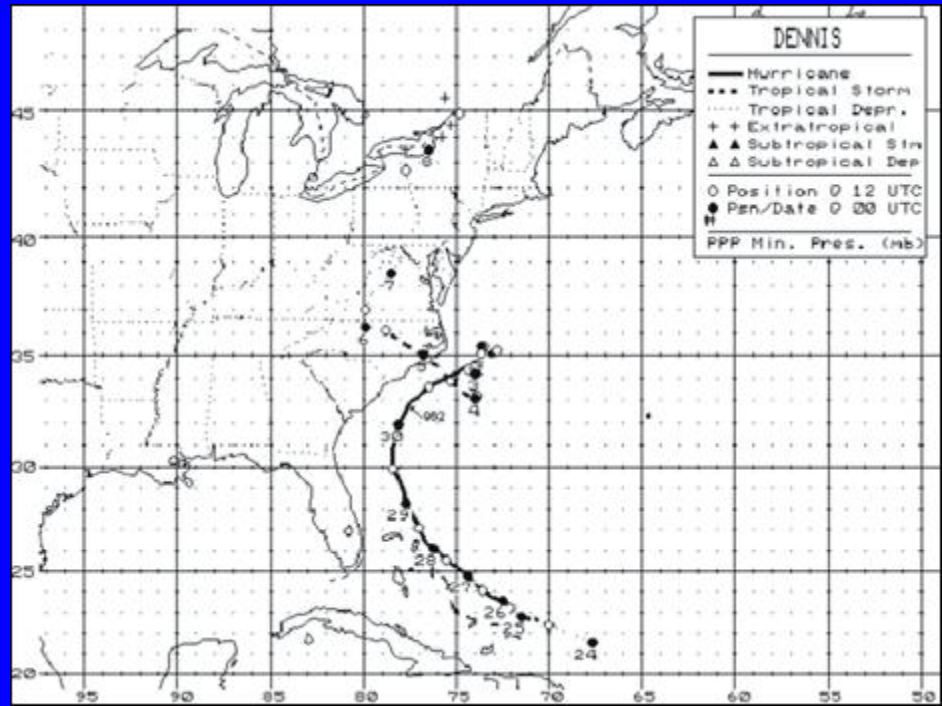 DENNIS
Hurricane
Tropical Storm
Tropical Depr.
+ + Extratropical
▲ ▲ Subtropical Stm
△ △ Subtropical Dep
○ Position @ 12 UTC
● Psn/Date @ 00 UTC
PPP Min. Pres. (mb)
45
40
35
30
25
20
8
7
6
5
4
982
30
29
28
27
26
25
24
95
90
85
80
75
70
65
60
55
50